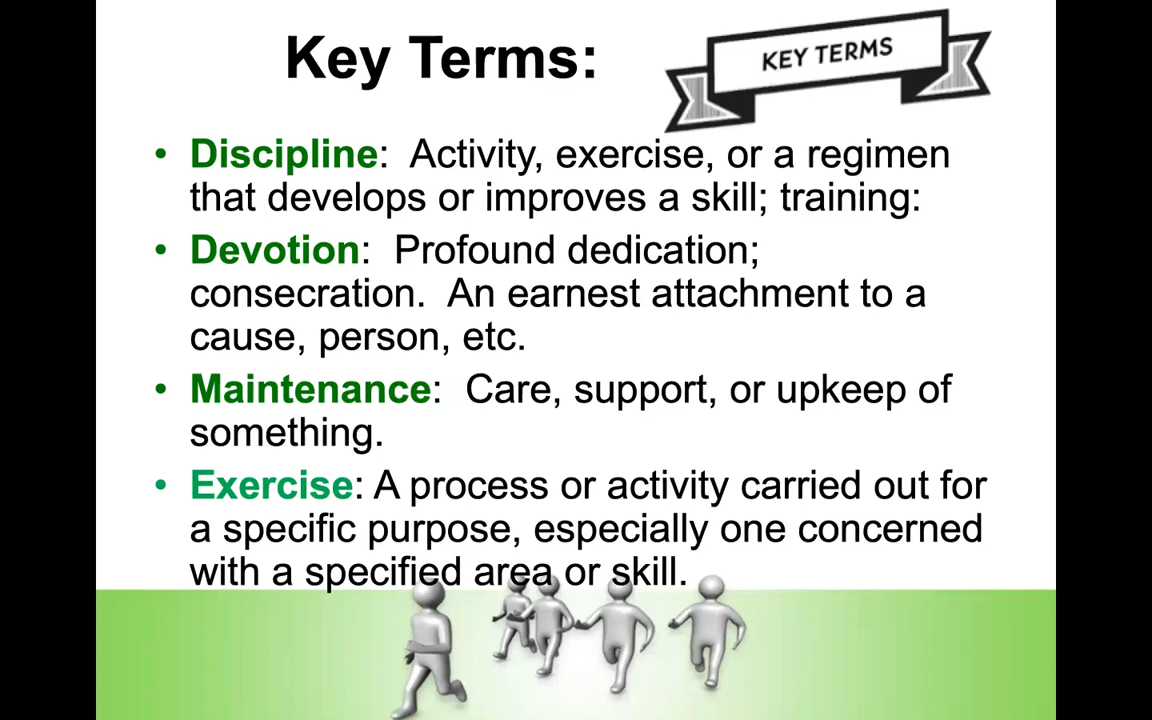 Key Terms:
KEY TERMS
• Discipline:  Activity, exercise, or a regimen
that develops or improves a skill; training:
• Devotion:  Profound dedication;
consecration.  An earnest attachment to a
cause, person, etc.
• Maintenance:  Care, support, or upkeep of
something.
• Exercise: A process or activity carried out for
a specific purpose, especially one concerned
with a specified area or skill.